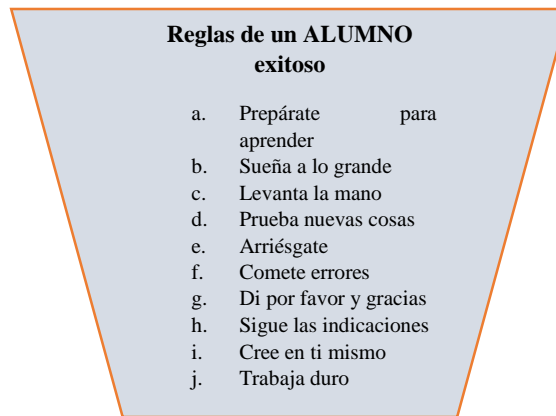 Reglas de un ALUMNO
exitoso
a. Prepárate para
aprender
b. Sueña a lo grande
c. Levanta la mano
d. Prueba nuevas cosas
e. Arriésgate
f. Comete errores
g. Di por favor y gracias
h. Sigue las indicaciones
i. Cree en ti mismo
j. Trabaja duro